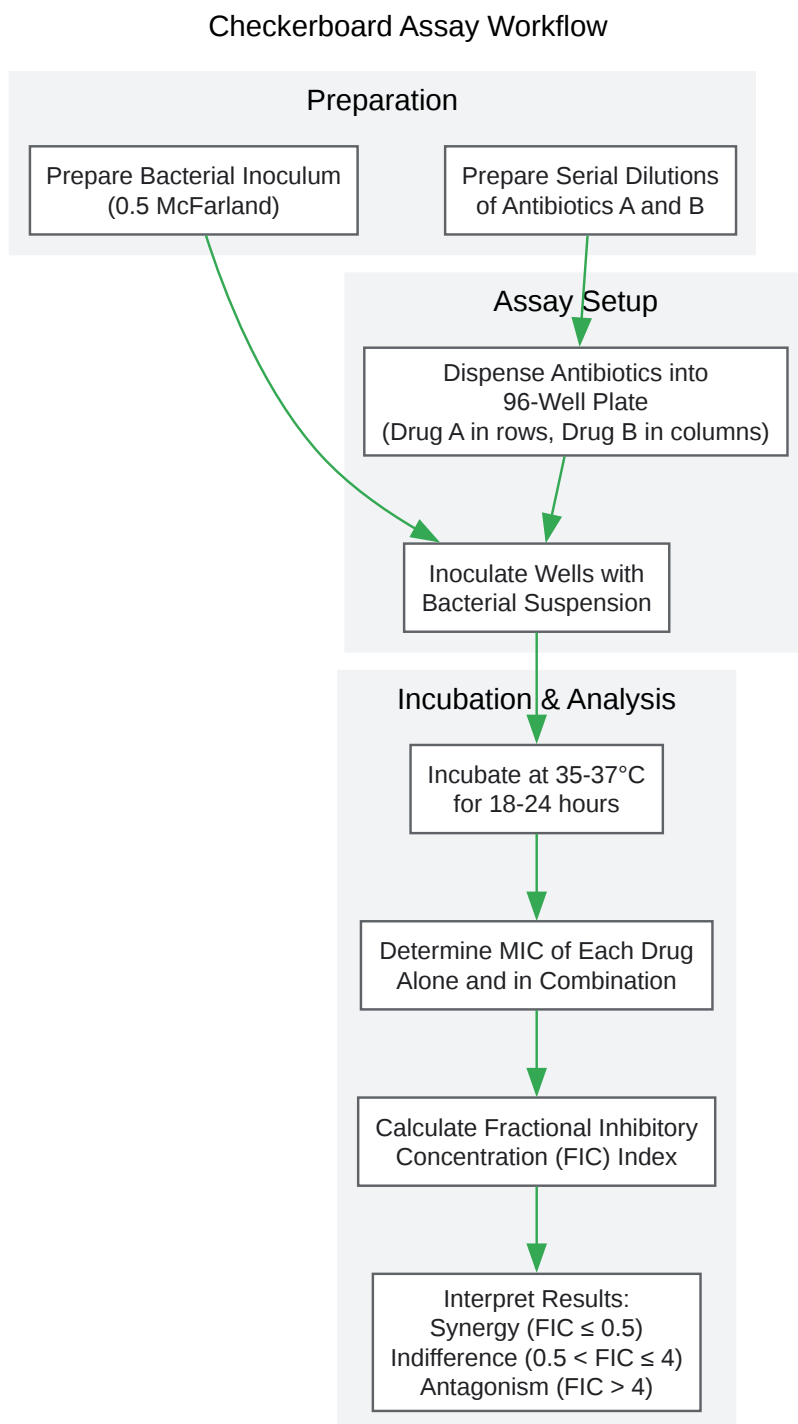 Checkerboard Assay Workflow
Preparation
Prepare Bacterial Inoculum
(0.5 McFarland)
Prepare Serial Dilutions
of Antibiotics A and B
Assay Setup
Dispense Antibiotics into
96-Well Plate
(Drug A in rows, Drug B in columns)
Inoculate Wells with
Bacterial Suspension
Incubation & Analysis
Incubate at 35-37°C
for 18-24 hours
Determine MIC of Each Drug
Alone and in Combination
Calculate Fractional Inhibitory
Concentration (FIC) Index
Interpret Results:
Synergy (FIC ≤ 0.5)
Indifference (0.5 < FIC ≤ 4)
Antagonism (FIC > 4)